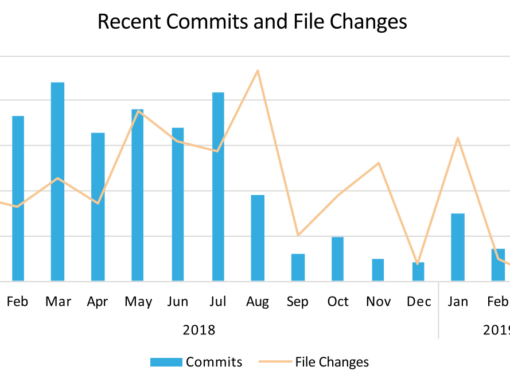 Recent Commits and File Changes
Feb Mar Apr May Jun Jul Aug Sep Oct Nov Dec Jan Feb
2018 2019
Commits File Changes